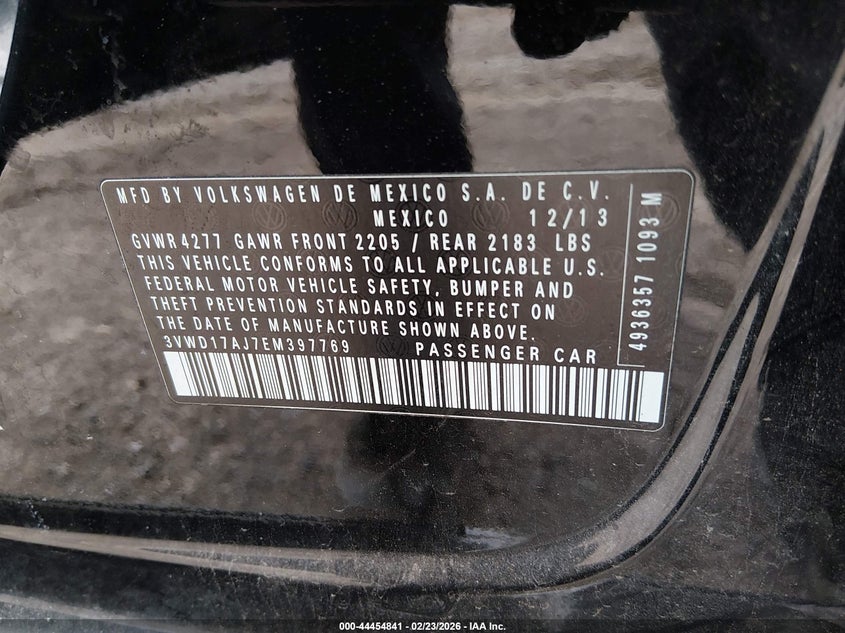 MFD BY VOLKSWAGEN DE MEXICO S.A. DE C.V.
MEXICO 12/13
GVWR 4277 GAWR FRONT 2205 / REAR 2183 LBS
THIS VEHICLE CONFORMS TO ALL APPLICABLE U.S.
FEDERAL MOTOR VEHICLE SAFETY, BUMPER AND
THEFT PREVENTION STANDARDS IN EFFECT ON
THE DATE OF MANUFACTURE SHOWN ABOVE.
3VWD17AJ7EM397769 PASSENGER CAR
4936357 1093 M
000-44454841 - 02/23/2026 - IAA Inc.